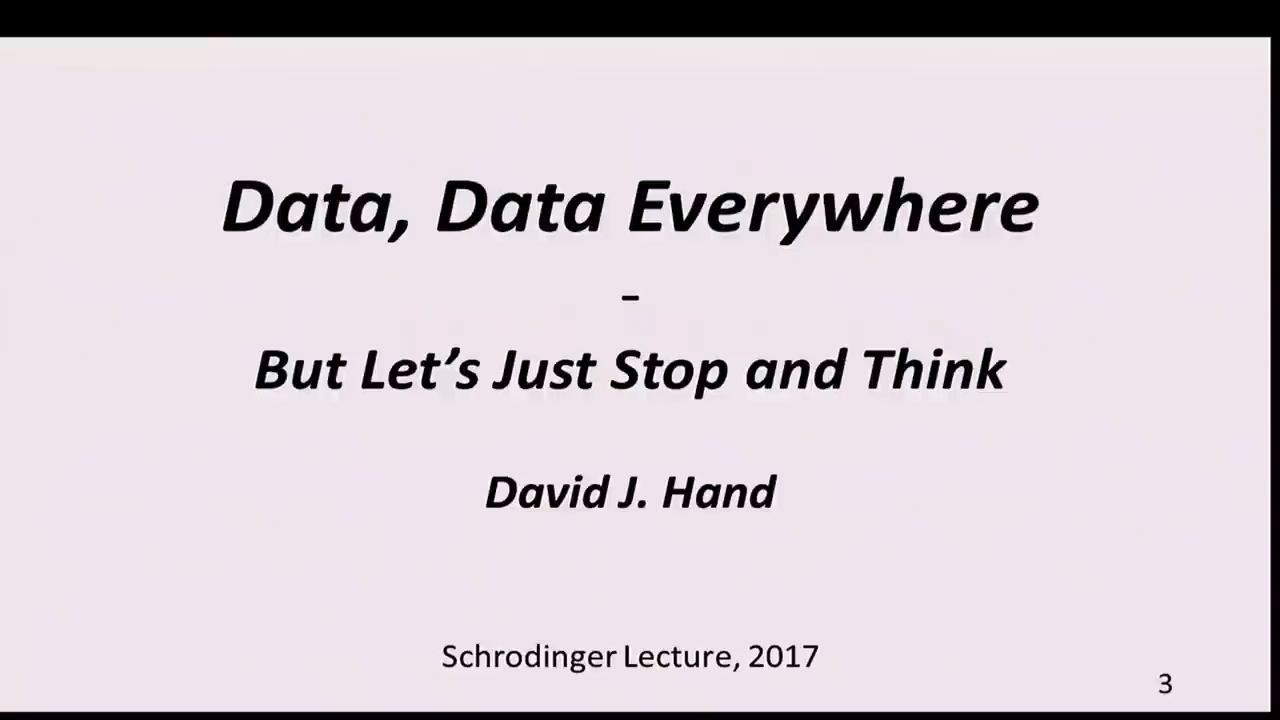 Data, Data Everywhere
-
But Let’s Just Stop and Think
David J. Hand
Schrodinger Lecture, 2017
3